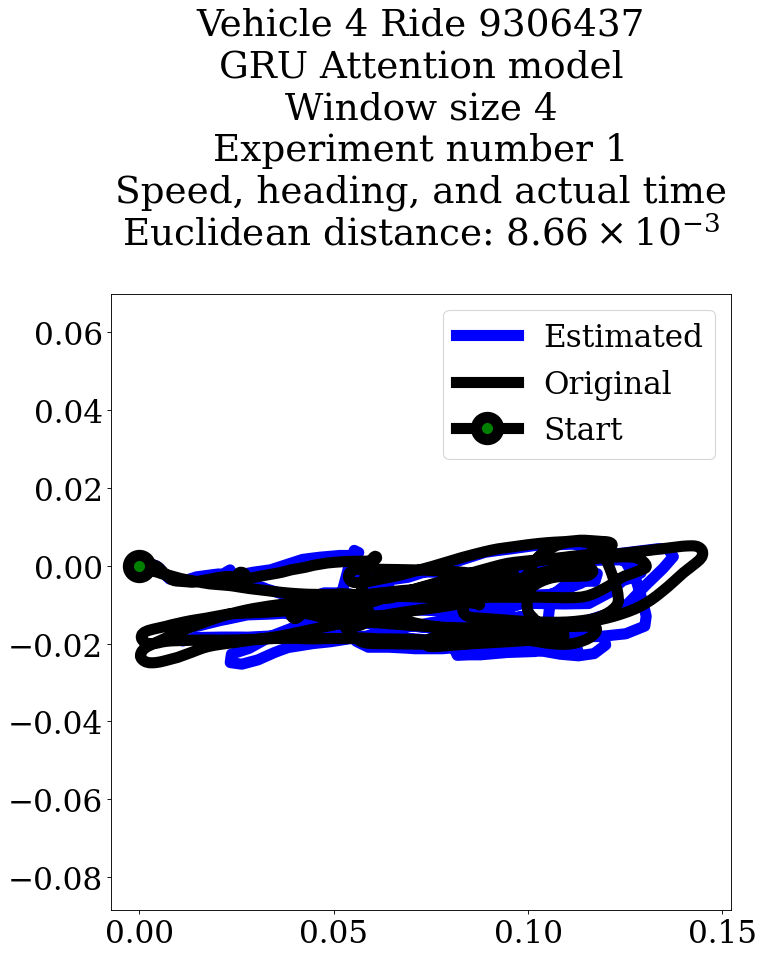 Vehicle 4 Ride 9306437
GRU Attention model
Window size 4
Experiment number 1
Speed, heading, and actual time
Euclidean distance: 8.66 × 10⁻³
Estimated
Original
Start
0.06
0.04
0.02
0.00
−0.02
−0.04
−0.06
−0.08
0.00 0.05 0.10 0.15